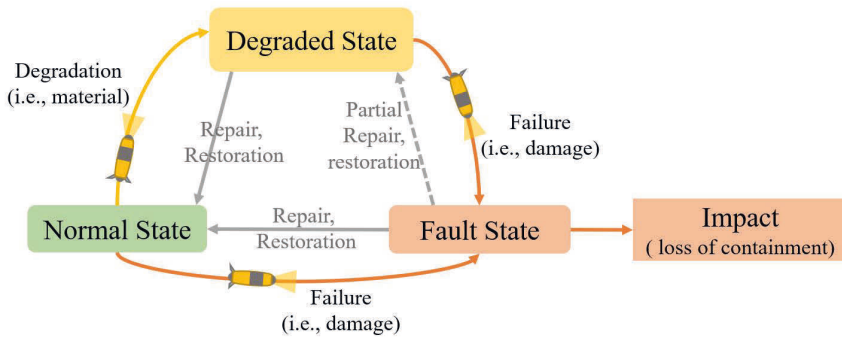 Degraded State
Degradation
(i.e., material)
Repair,
Restoration
Partial
Repair,
restoration
Failure
(i.e., damage)
Normal State
Repair,
Restoration
Fault State
Impact
( loss of containment)
Failure
(i.e., damage)